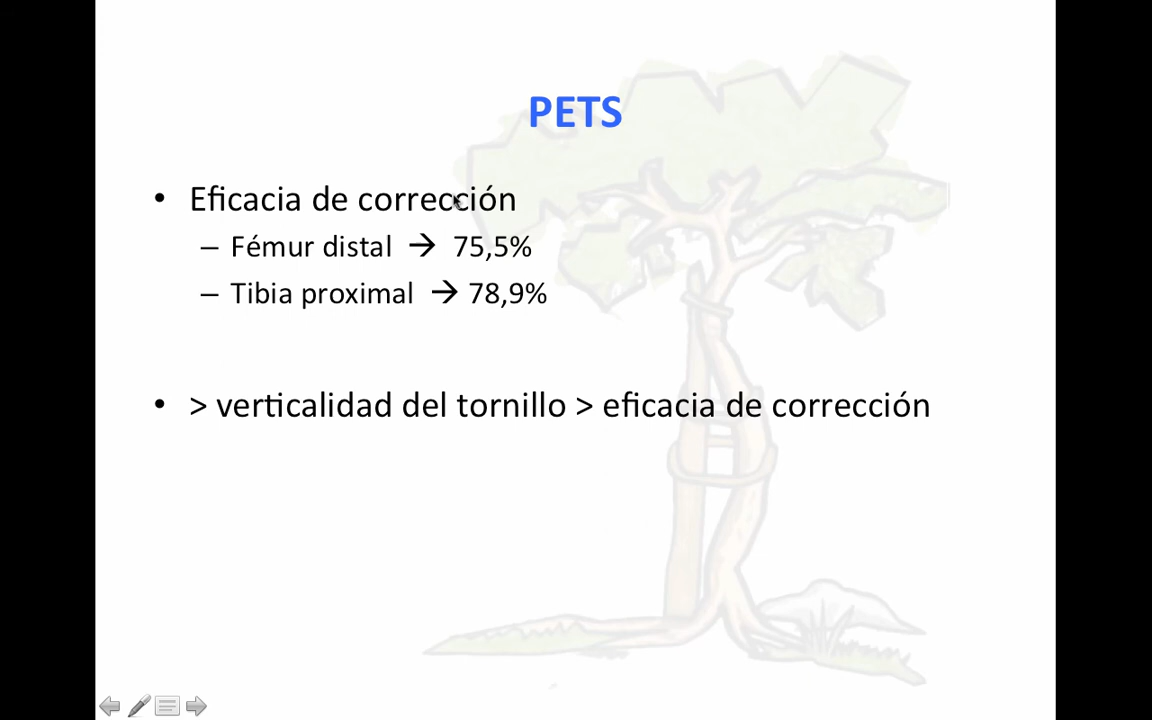 PETS
• Eficacia de corrección
– Fémur distal → 75,5%
– Tibia proximal → 78,9%
• > verticalidad del tornillo > eficacia de corrección